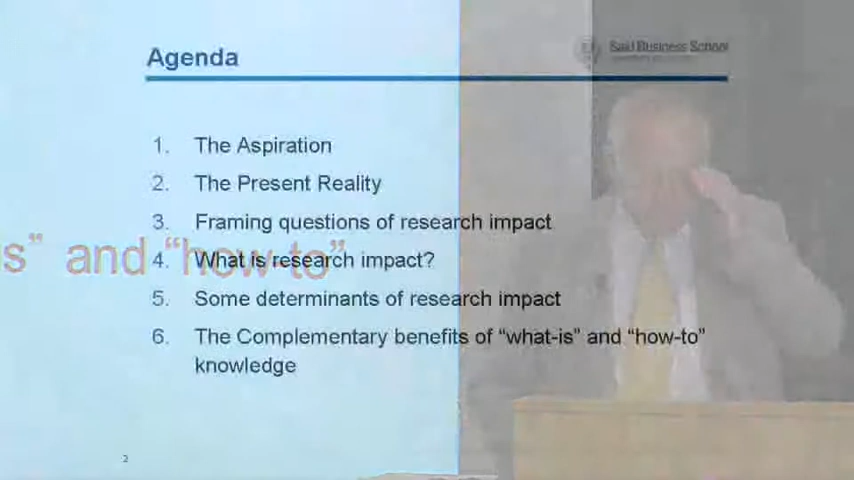 Agenda
Saïd Business School
1. The Aspiration
2. The Present Reality
3. Framing questions of research impact
s” and “how-to”
4. What is research impact?
5. Some determinants of research impact
6. The Complementary benefits of “what-is” and “how-to”
knowledge
2